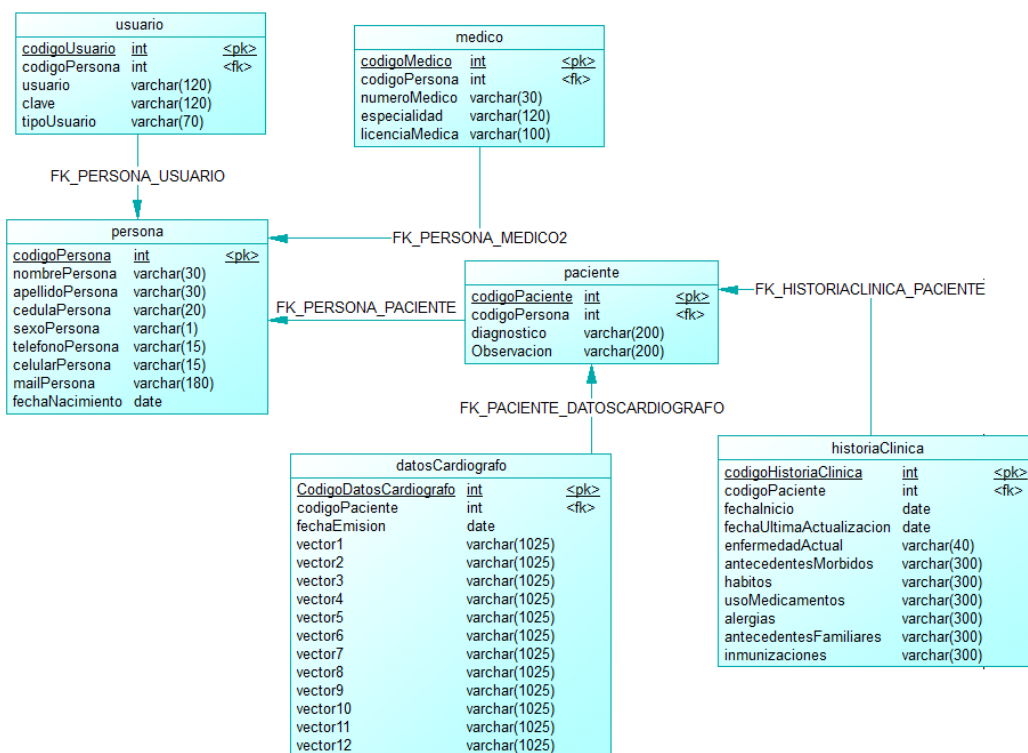 usuario
codigoUsuario int <pk>
codigoPersona int <fk>
usuario varchar(120)
clave varchar(120)
tipoUsuario varchar(70)
medico
codigoMedico int <pk>
codigoPersona int <fk>
numeroMedico varchar(30)
especialidad varchar(120)
licenciaMedica varchar(100)
FK_PERSONA_USUARIO
FK_PERSONA_MEDICO2
persona
codigoPersona int <pk>
nombrePersona varchar(30)
apellidoPersona varchar(30)
cedulaPersona varchar(20)
sexoPersona varchar(1)
telefonoPersona varchar(15)
celularPersona varchar(15)
mailPersona varchar(180)
fechaNacimiento date
FK_PERSONA_PACIENTE
paciente
codigoPaciente int <pk>
codigoPersona int <fk>
diagnostico varchar(200)
Observacion varchar(200)
FK_HISTORIACLINICA_PACIENTE
FK_PACIENTE_DATOSCARDIOGRAFO
datosCardiografo
CodigoDatosCardiografo int <pk>
codigoPaciente int <fk>
fechaEmision date
vector1 varchar(1025)
vector2 varchar(1025)
vector3 varchar(1025)
vector4 varchar(1025)
vector5 varchar(1025)
vector6 varchar(1025)
vector7 varchar(1025)
vector8 varchar(1025)
vector9 varchar(1025)
vector10 varchar(1025)
vector11 varchar(1025)
vector12 varchar(1025)
historiaClinica
codigoHistoriaClinica int <pk>
codigoPaciente int <fk>
fechaInicio date
fechaUltimaActualizacion date
enfermedadActual varchar(40)
antecedentesMorbidos varchar(300)
habitos varchar(300)
usoMedicamentos varchar(300)
alergias varchar(300)
antecedentesFamiliares varchar(300)
inmunizaciones varchar(300)